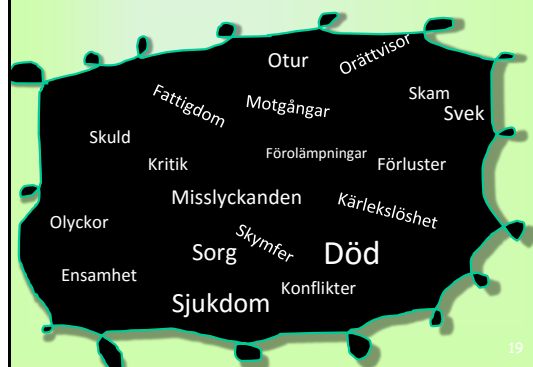 Otur
Orättvisor
Fattigdom
Motgångar
Skam
Svek
Skuld
Kritik
Förolämpningar
Förluster
Misslyckanden
Kärlekslöshet
Olyckor
Skymfer
Sorg
Död
Ensamhet
Konflikter
Sjukdom
19